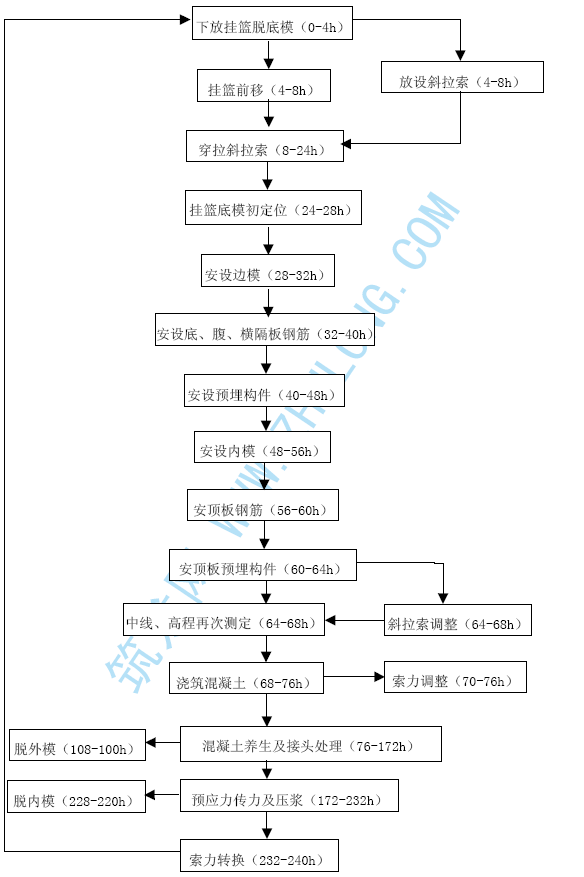 下放挂篮脱底模（0-4h）
挂篮前移（4-8h）
放设斜拉索（4-8h）
穿拉斜拉索（8-24h）
挂篮底模初定位（24-28h）
安设边模（28-32h）
安设底、腹、横隔板钢筋（32-40h）
安设预埋构件（40-48h）
安设内模（48-56h）
安顶板钢筋（56-60h）
安顶板预埋构件（60-64h）
中线、高程再次测定（64-68h）
斜拉索调整（64-68h）
浇筑混凝土（68-76h）
索力调整（70-76h）
脱外模（108-100h）
混凝土养生及接头处理（76-172h）
脱内模（228-220h）
预应力传力及压浆（172-232h）
索力转换（232-240h）
筑龙网 WWW.ZHULONG.COM